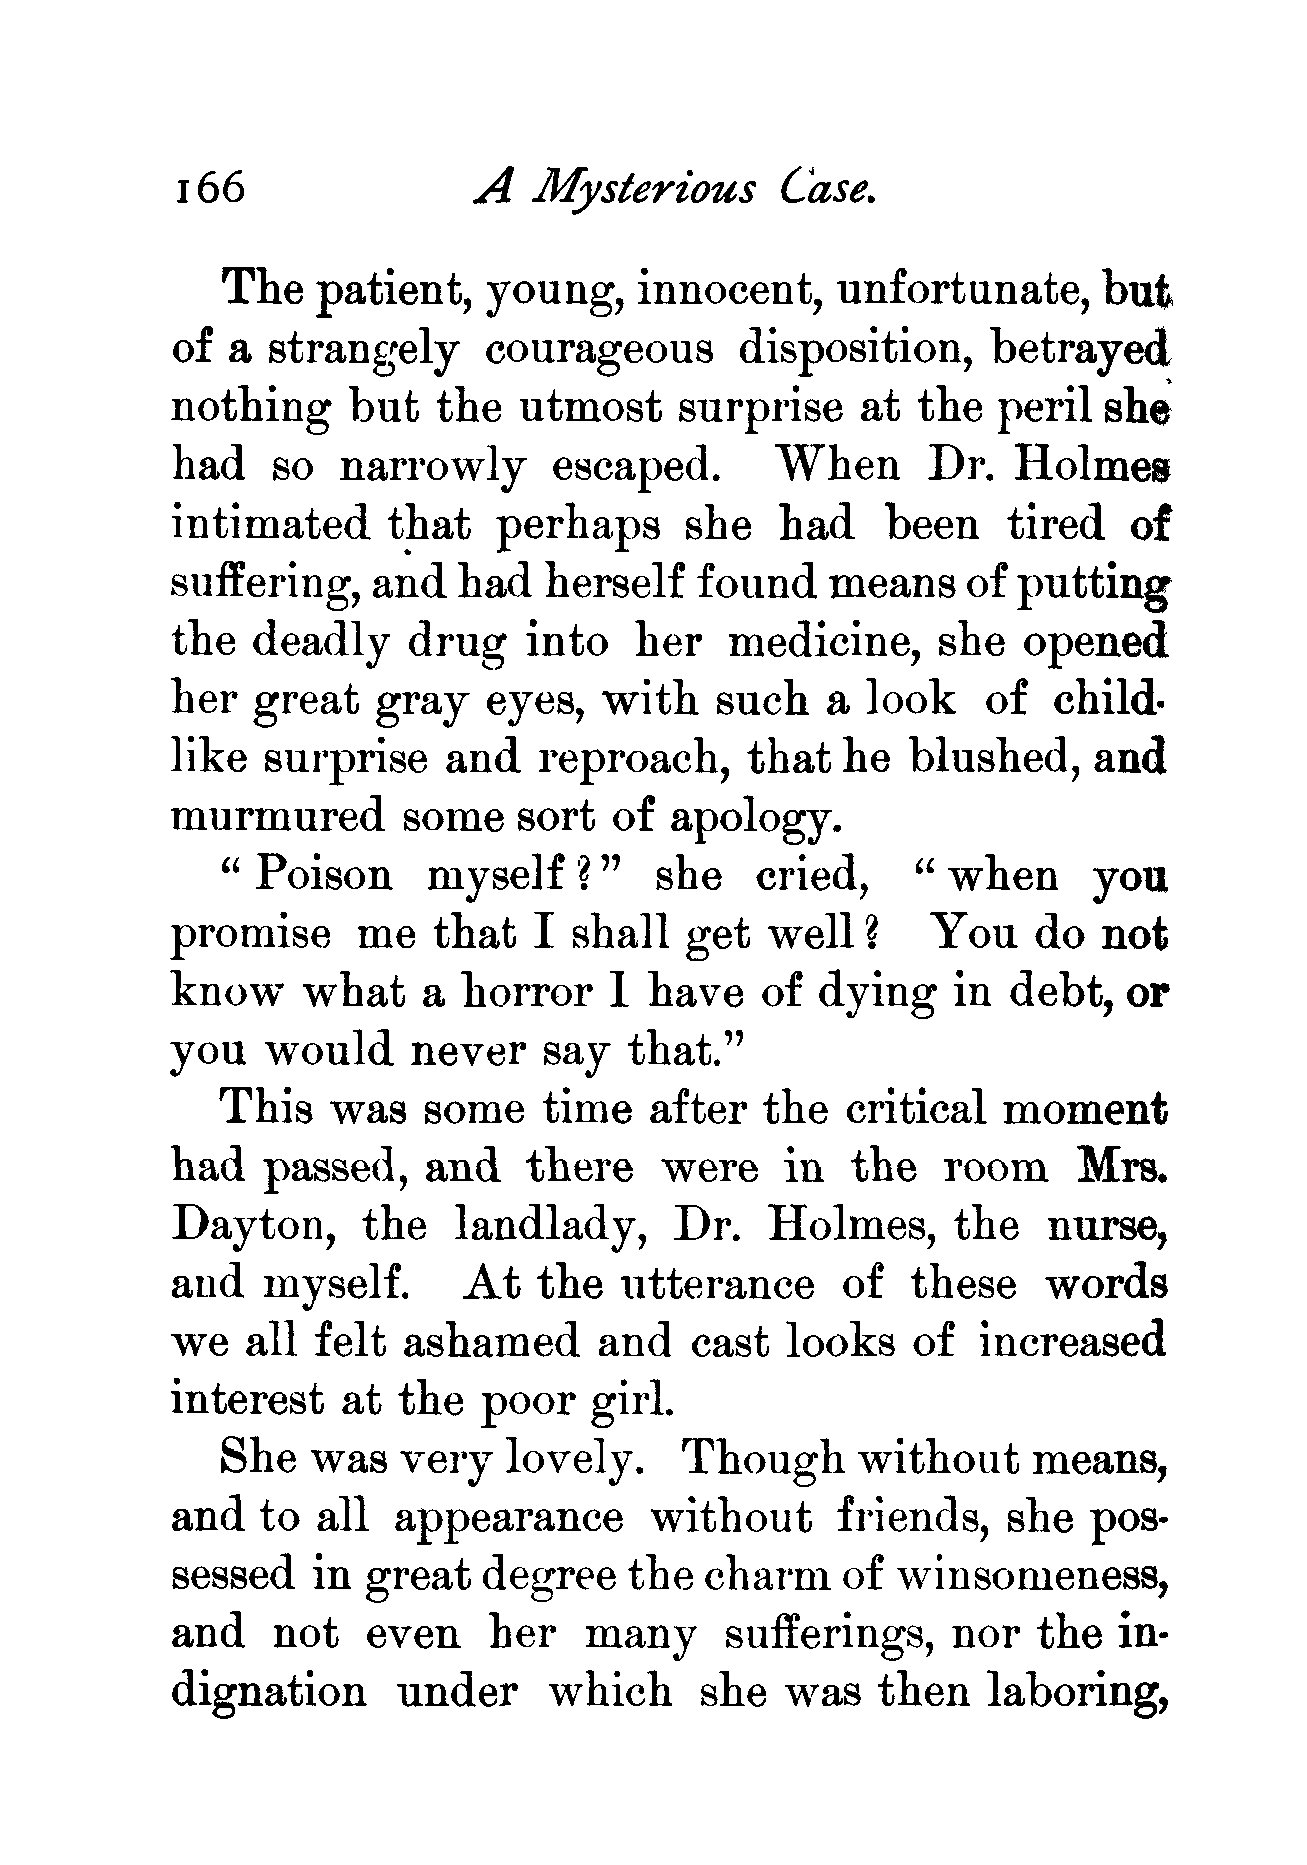 166 A Mysterious Case.
The patient, young, innocent, unfortunate, but
of a strangely courageous disposition, betrayed
nothing but the utmost surprise at the peril she
had so narrowly escaped. When Dr. Holmes
intimated that perhaps she had been tired of
suffering, and had herself found means of putting
the deadly drug into her medicine, she opened
her great gray eyes, with such a look of child-
like surprise and reproach, that he blushed, and
murmured some sort of apology.
“ Poison myself ? ” she cried, “ when you
promise me that I shall get well ? You do not
know what a horror I have of dying in debt, or
you would never say that.”
This was some time after the critical moment
had passed, and there were in the room Mrs.
Dayton, the landlady, Dr. Holmes, the nurse,
and myself. At the utterance of these words
we all felt ashamed and cast looks of increased
interest at the poor girl.
She was very lovely. Though without means,
and to all appearance without friends, she pos-
sessed in great degree the charm of winsomeness,
and not even her many sufferings, nor the in-
dignation under which she was then laboring,